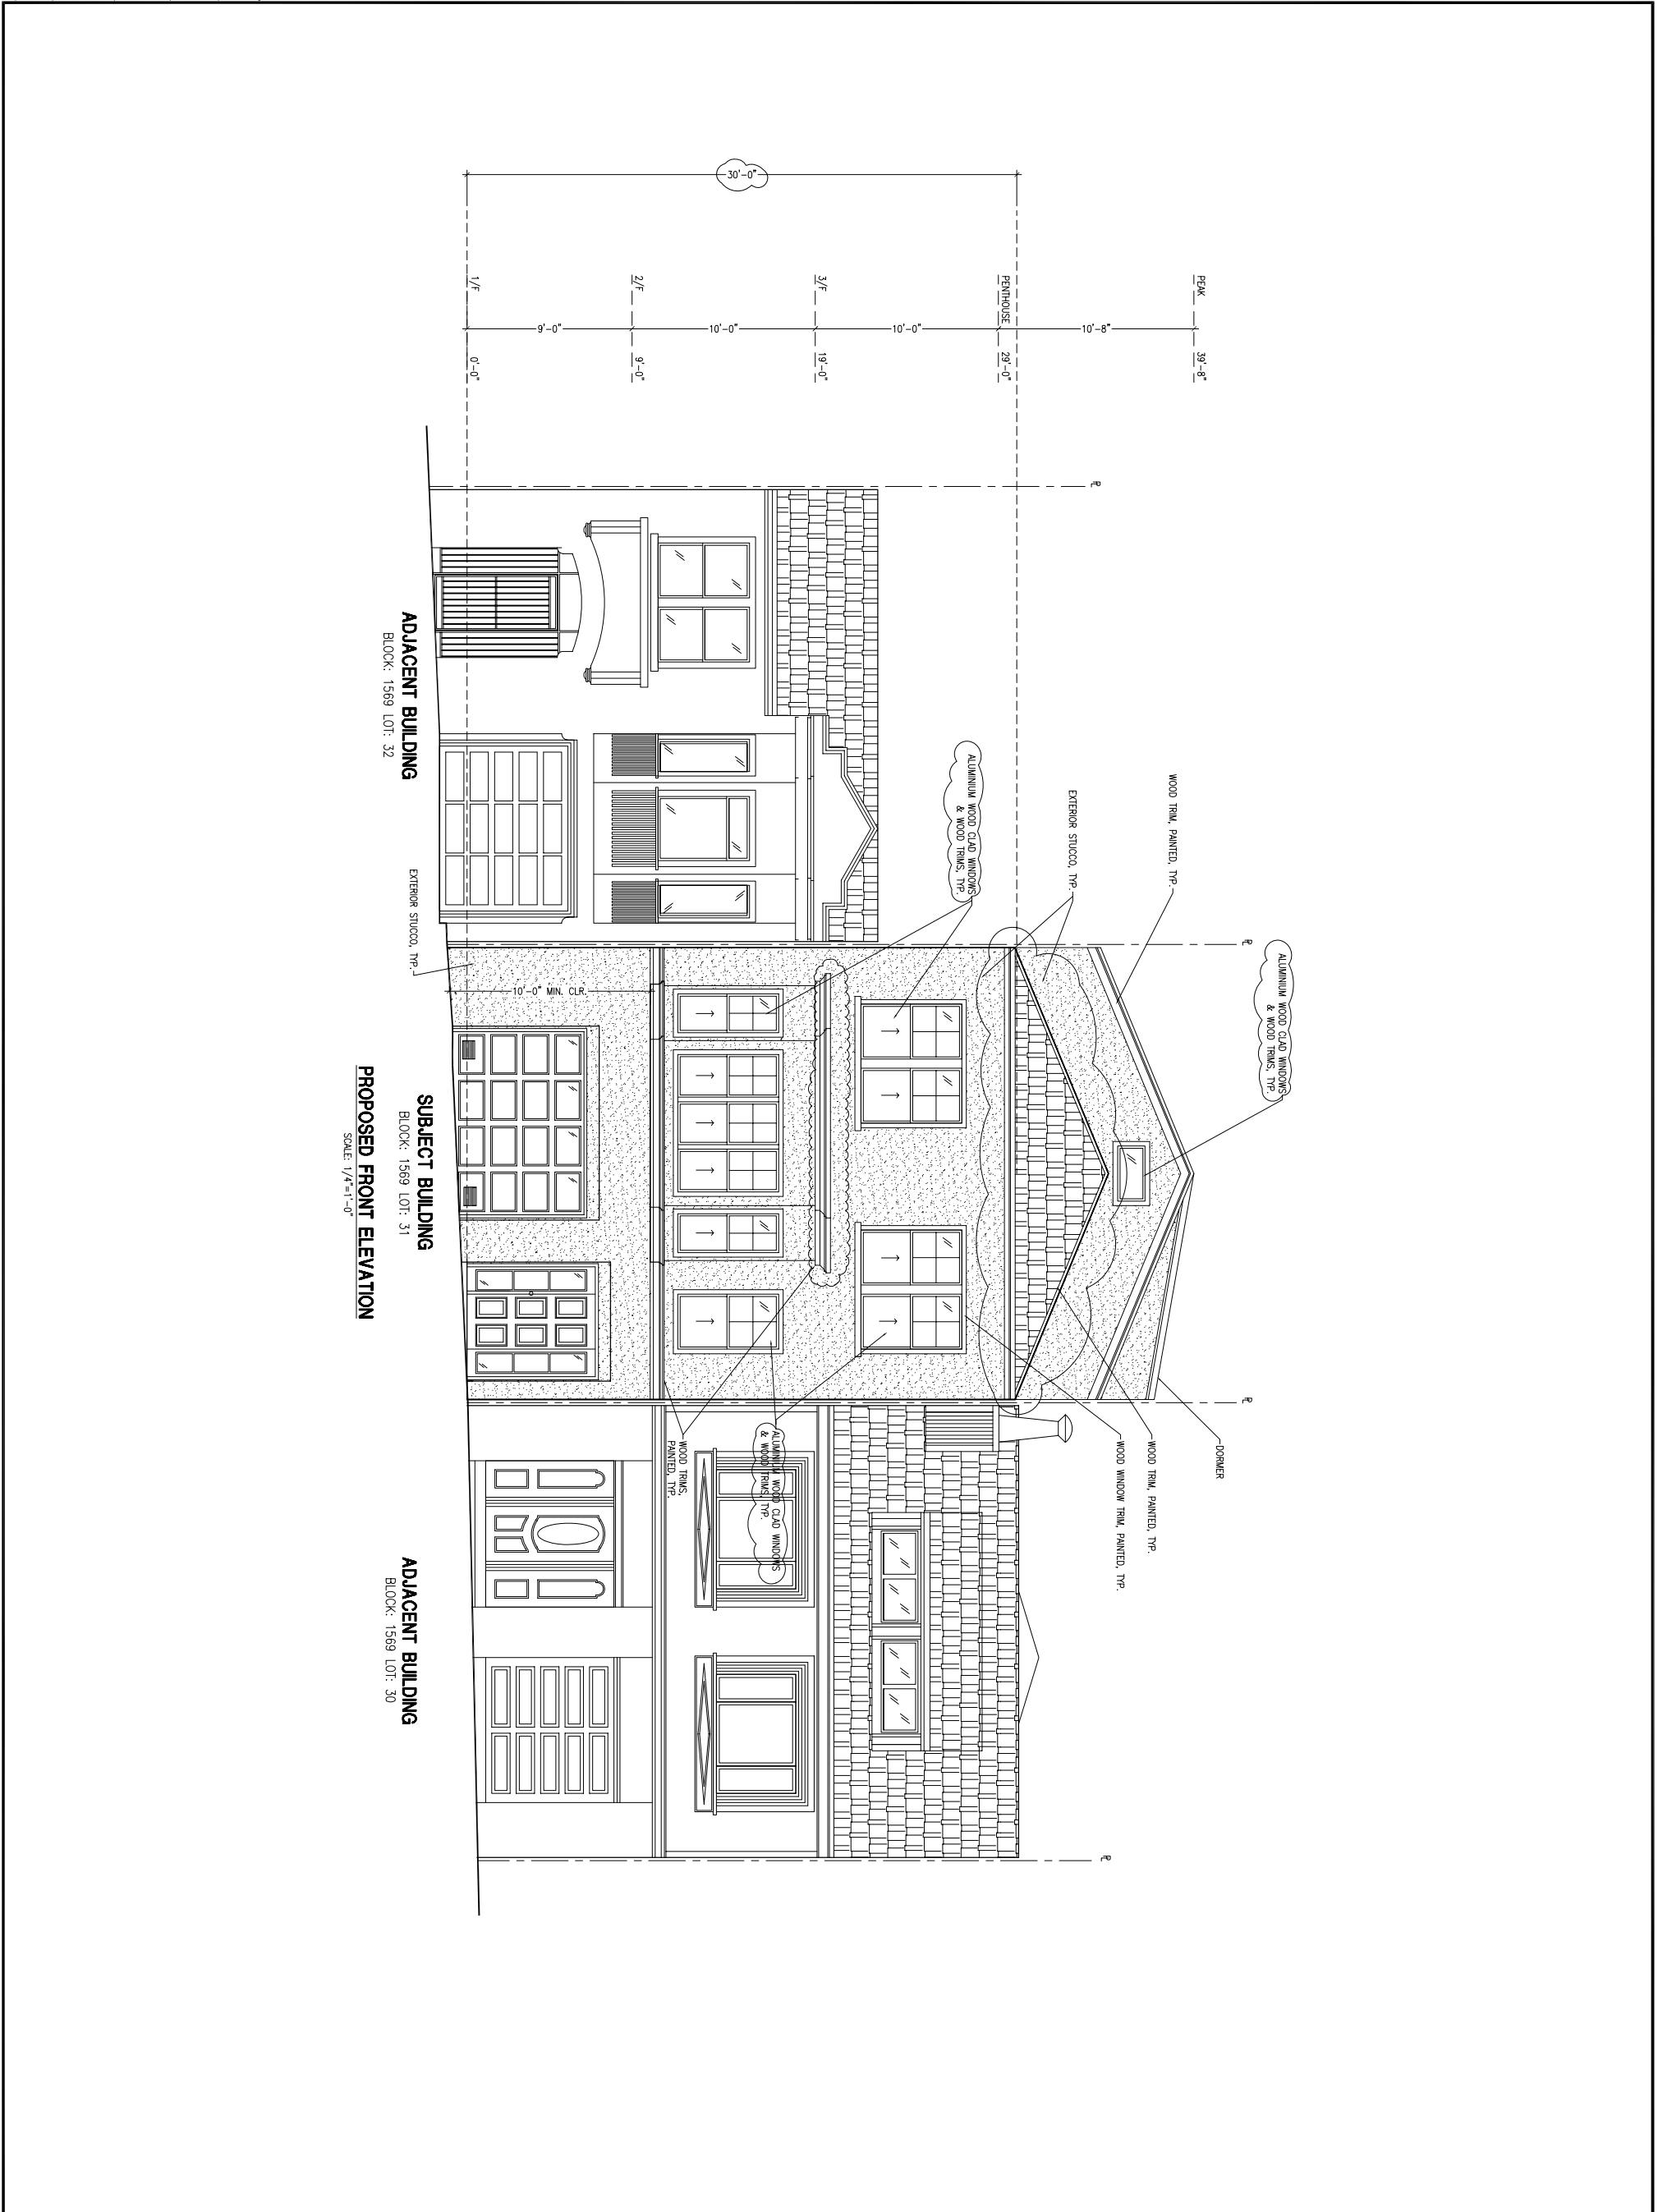 ALUMINIUM WOOD CLAD WINDOWS
& WOOD TRIMS, TYP.
DORMER
WOOD TRIM, PAINTED, TYP.
WOOD TRIM, PAINTED, TYP.
WOOD WINDOW TRIM, PAINTED, TYP.
EXTERIOR STUCCO, TYP.
ALUMINIUM WOOD CLAD WINDOWS
& WOOD TRIMS, TYP.
PEAK
39'-8"
10'-8"
PENTHOUSE
29'-0"
10'-0"
3/F
19'-0"
10'-0"
2/F
9'-0"
9'-0"
1/F
0'-0"
30'-0"
PL
PL
PL
PL
ALUMINIUM WOOD CLAD WINDOWS
& WOOD TRIMS, TYP.
WOOD TRIMS,
PAINTED, TYP.
10'-0" MIN. CLR.
EXTERIOR STUCCO, TYP.
ADJACENT BUILDING
BLOCK: 1569 LOT: 32
SUBJECT BUILDING
BLOCK: 1569 LOT: 31
ADJACENT BUILDING
BLOCK: 1569 LOT: 30
PROPOSED FRONT ELEVATION
SCALE: 1/4"=1'-0"